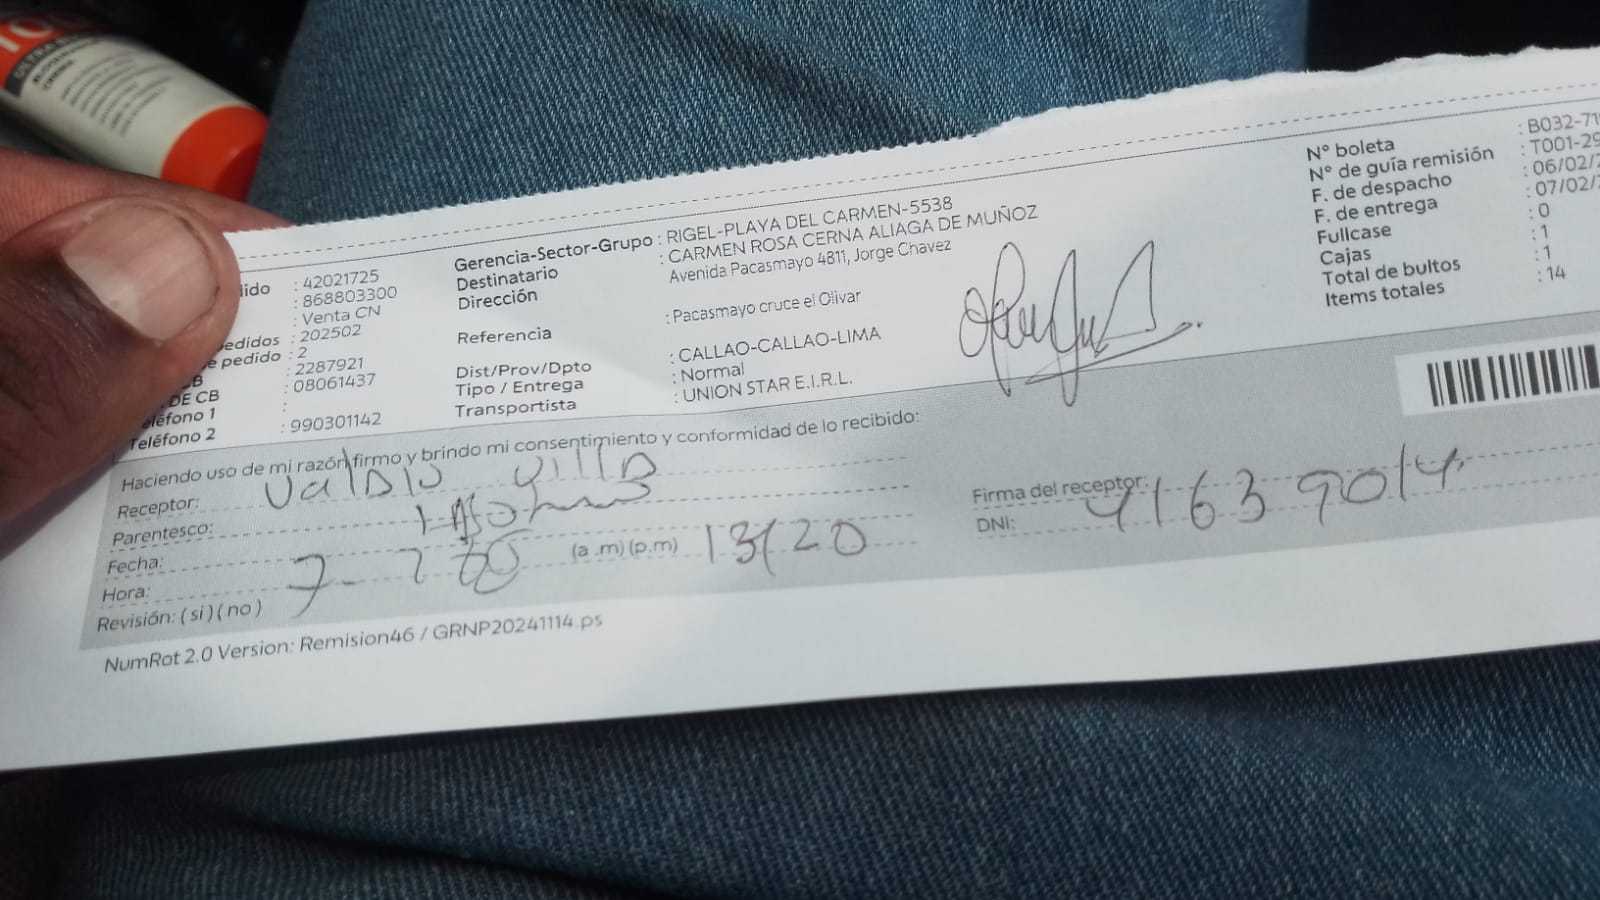 lido : 42021725
: 868803300
: Venta CN
edidos : 202502
e pedido : 2
CB : 2287921
DE CB : 08061437
eléfono 1 :
Teléfono 2 : 990301142
Gerencia-Sector-Grupo : RIGEL-PLAYA DEL CARMEN-5538
Destinatario : CARMEN ROSA CERNA ALIAGA DE MUÑOZ
Dirección Avenida Pacasmayo 4811, Jorge Chavez
Referencia : Pacasmayo cruce el Olivar
Dist/Prov/Dpto : CALLAO-CALLAO-LIMA
Tipo / Entrega : Normal
Transportista : UNION STAR E.I.R.L.
N° boleta : B032-71
N° de guía remisión : T001-29
F. de despacho : 06/02/2
F. de entrega : 07/02/
Fullcase : 0
Cajas : 1
Total de bultos : 1
Items totales : 14
Haciendo uso de mi razón firmo y brindo mi consentimiento y conformidad de lo recibido:
Receptor:
Parentesco:
Fecha:
Hora: (a .m) (p.m) 13/20
Revisión: ( si ) ( no )
Firma del receptor:
DNI: 41639014
NumRot 2.0 Version: Remision46 / GRNP20241114.ps